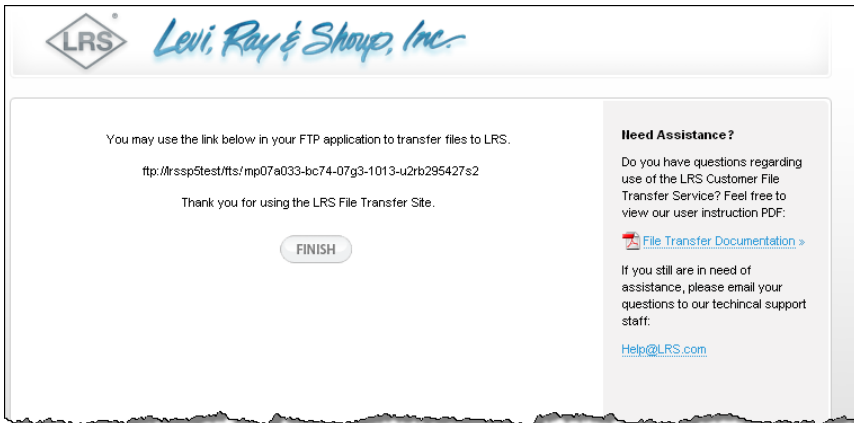 LRS Levi, Ray & Shoup, Inc.
You may use the link below in your FTP application to transfer files to LRS.
ftp://lrssp5test/fts/mp07a033-bc74-07g3-1013-u2rb295427s2
Thank you for using the LRS File Transfer Site.
FINISH
Need Assistance?
Do you have questions regarding
use of the LRS Customer File
Transfer Service? Feel free to
view our user instruction PDF:
File Transfer Documentation »
If you still are in need of
assistance, please email your
questions to our techincal support
staff:
Help@LRS.com